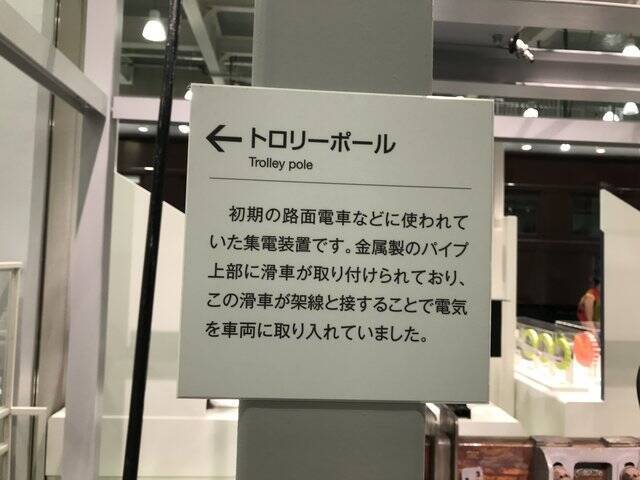 ← トロリーポール
Trolley pole
初期の路面電車などに使われて
いた集電装置です。金属製のパイプ
上部に滑車が取り付けられており、
この滑車が架線と接することで電気
を車両に取り入れていました。